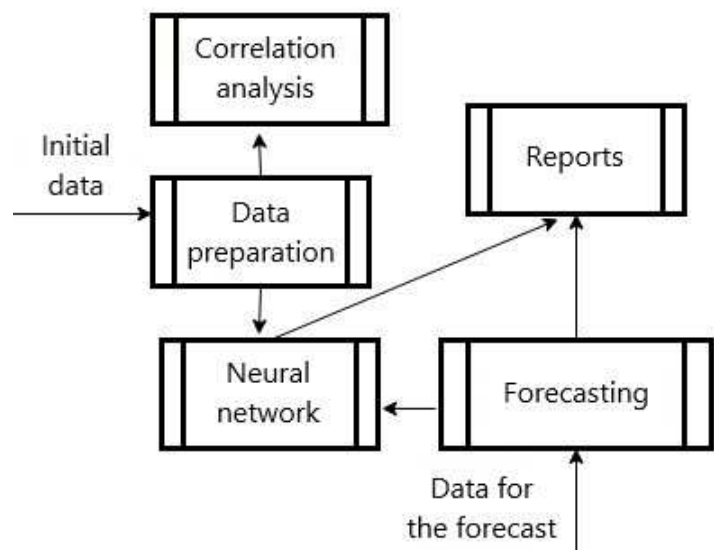 Correlation
analysis
Initial
data
Reports
Data
preparation
Neural
network
Forecasting
Data for
the forecast